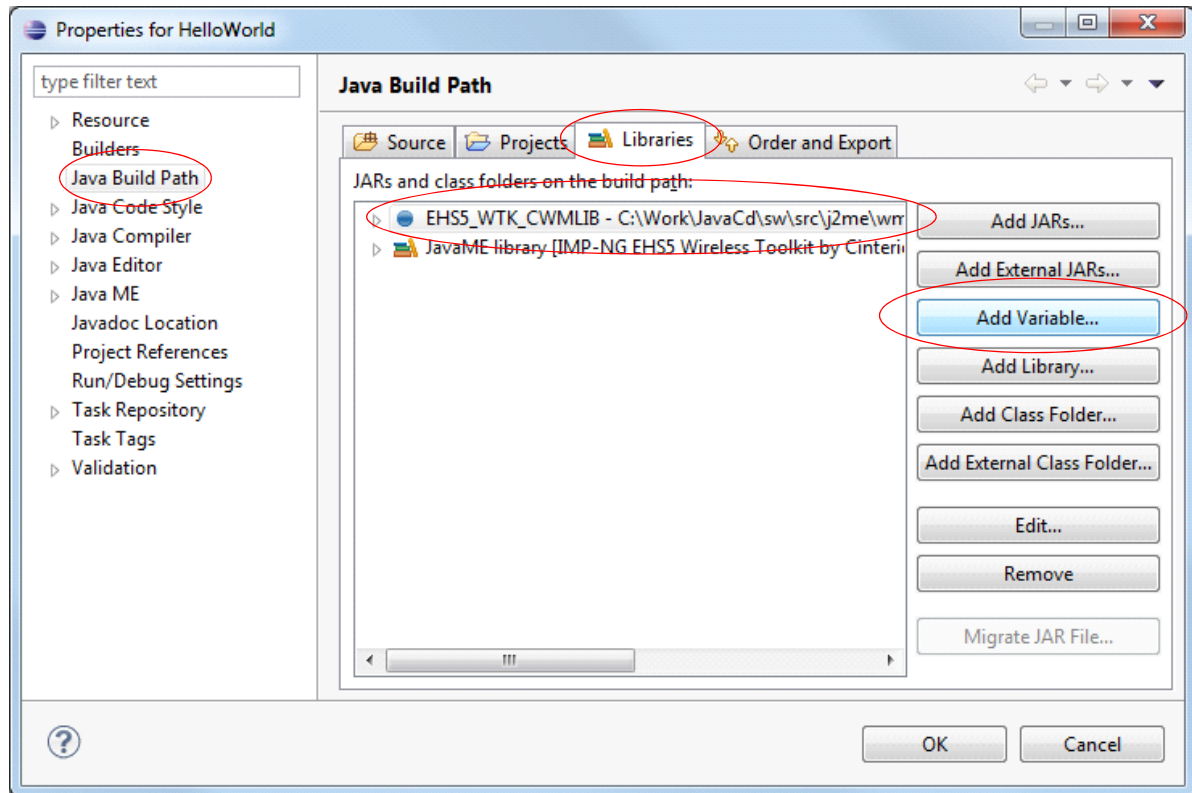 Properties for HelloWorld
type filter text
Resource
Builders
Java Build Path
Java Code Style
Java Compiler
Java Editor
Java ME
Javadoc Location
Project References
Run/Debug Settings
Task Repository
Task Tags
Validation
Java Build Path
Source Projects Libraries Order and Export
JARs and class folders on the build path:
EHS5_WTK_CWMLIB - C:\Work\JavaCd\sw\src\j2me\wm
JavaME library [IMP-NG EHS5 Wireless Toolkit by Cinteri
Add JARs...
Add External JARs...
Add Variable...
Add Library...
Add Class Folder...
Add External Class Folder...
Edit...
Remove
Migrate JAR File...
OK Cancel